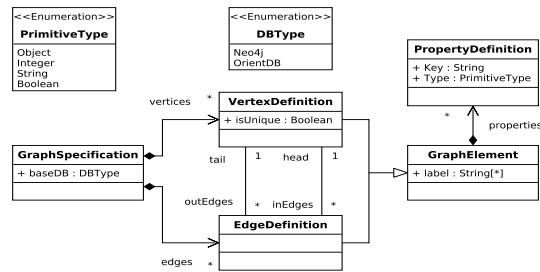 <<Enumeration>>
PrimitiveType
Object
Integer
String
Boolean
<<Enumeration>>
DBType
Neo4j
OrientDB
PropertyDefinition
+ Key : String
+ Type : PrimitiveType
vertices
*
VertexDefinition
+ isUnique : Boolean
*
properties
GraphSpecification
+ baseDB : DBType
tail
1
head
1
GraphElement
+ label : String[*]
outEdges
*
inEdges
*
EdgeDefinition
edges
*